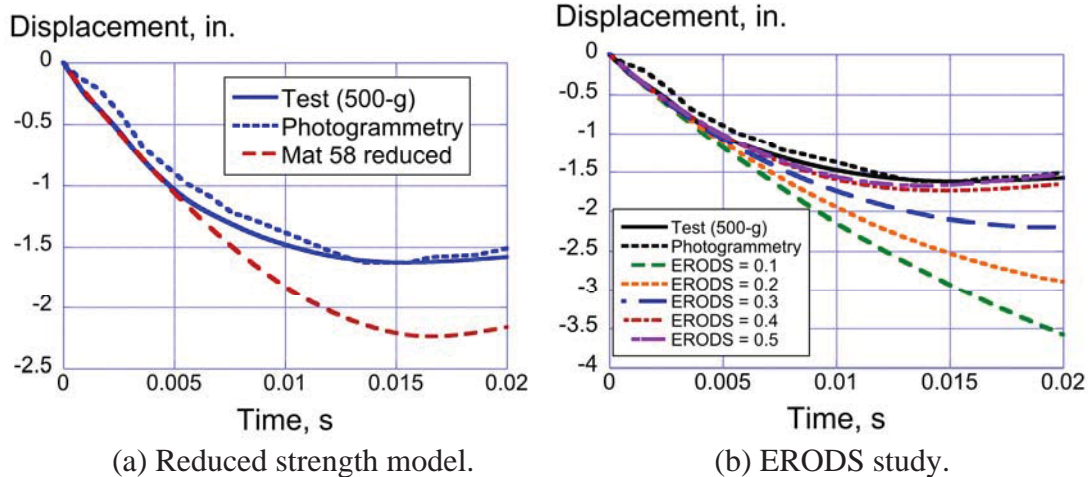 Displacement, in.
0
-0.5
-1
-1.5
-2
-2.5
0 0.005 0.01 0.015 0.02
Test (500-g)
Photogrammetry
Mat 58 reduced
Time, s
(a) Reduced strength model.
Displacement, in.
0
-0.5
-1
-1.5
-2
-2.5
-3
-3.5
-4
0 0.005 0.01 0.015 0.02
Test (500-g)
Photogrammetry
ERODS = 0.1
ERODS = 0.2
ERODS = 0.3
ERODS = 0.4
ERODS = 0.5
Time, s
(b) ERODS study.